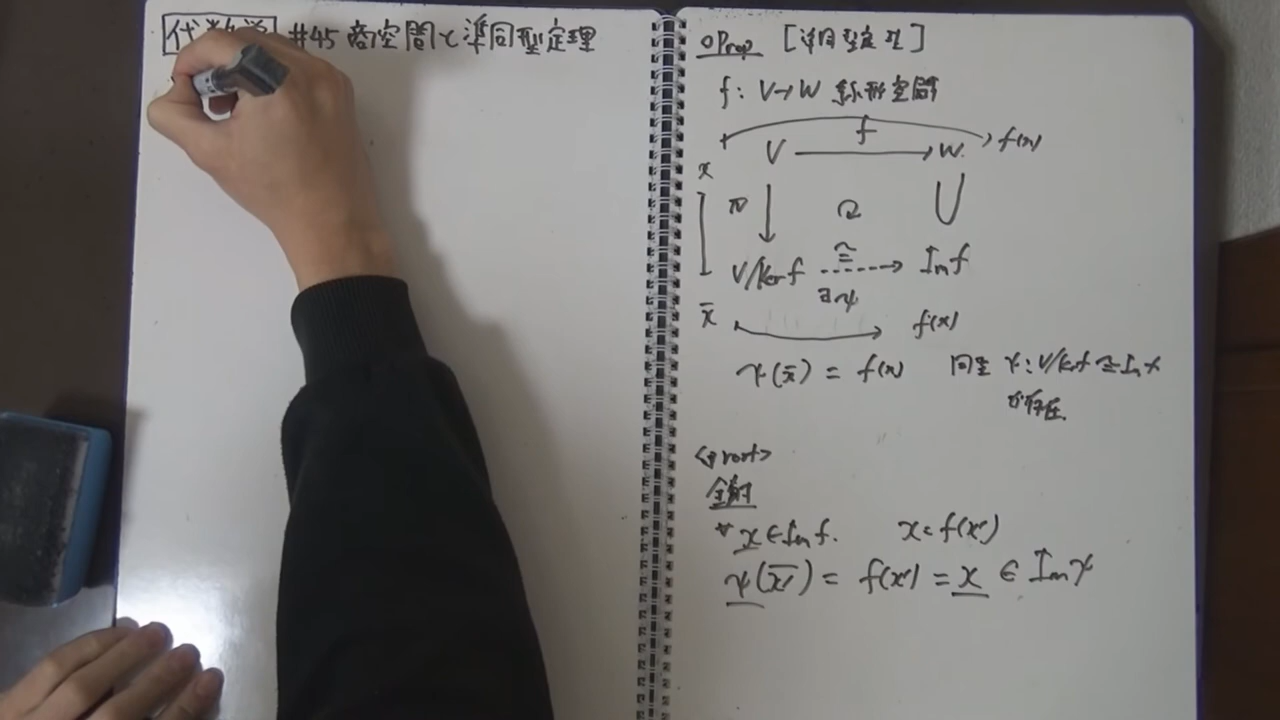 代数学 #45 商空間と準同型定理
○Prop [準同型定理]
f: V→W 線形空間
f
x V → W f(x)
π ↓ ⊂ ∪
V/Ker f ≅ Im f
∃ψ
x̄ f(x)
ψ(x̄) = f(x) 同型 ψ: V/Ker f ≅ Im f
が存在.
<proof>
全射
∀x ∈ Im f. x = f(x')
ψ(x̄') = f(x') = x ∈ Im ψ